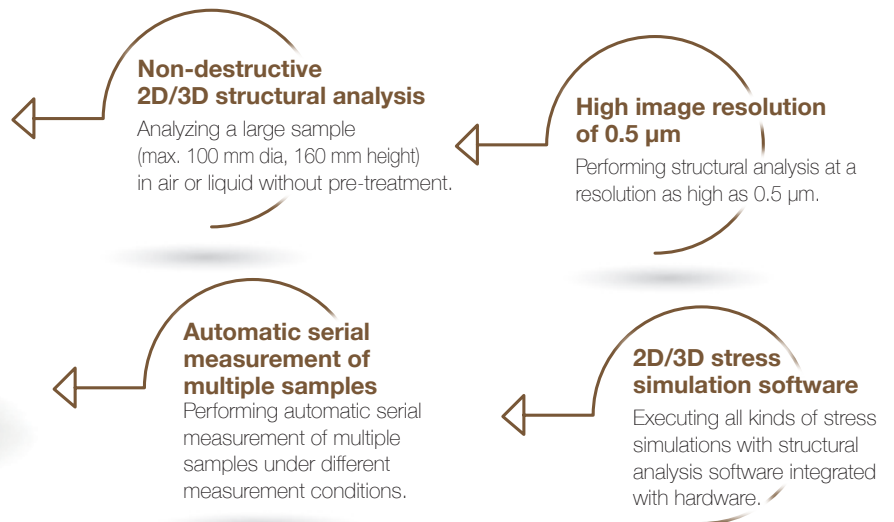 Non-destructive
2D/3D structural analysis
Analyzing a large sample
(max. 100 mm dia, 160 mm height)
in air or liquid without pre-treatment.
High image resolution
of 0.5 µm
Performing structural analysis at a
resolution as high as 0.5 µm.
Automatic serial
measurement of
multiple samples
Performing automatic serial
measurement of multiple
samples under different
measurement conditions.
2D/3D stress
simulation software
Executing all kinds of stress
simulations with structural
analysis software integrated
with hardware.